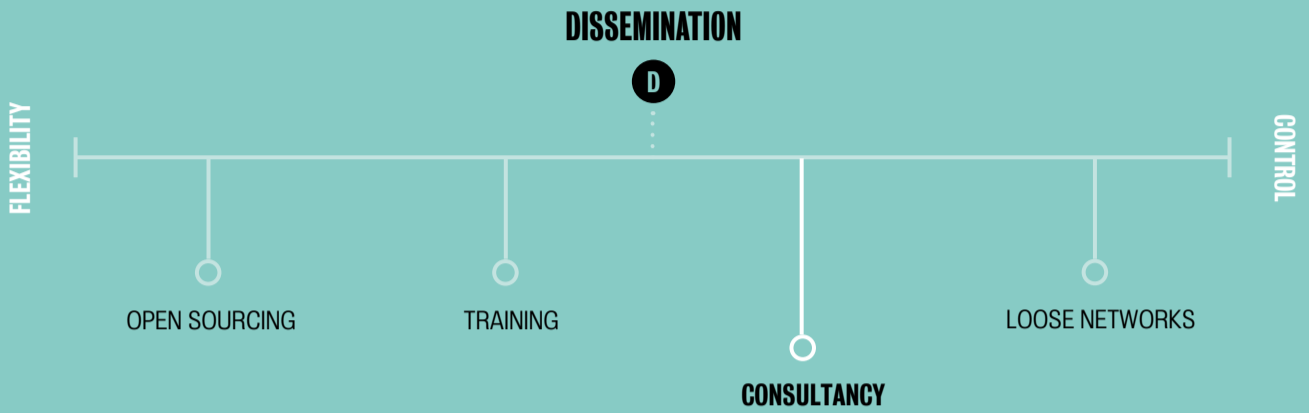 DISSEMINATION
D
FLEXIBILITY
CONTROL
OPEN SOURCING
TRAINING
LOOSE NETWORKS
CONSULTANCY